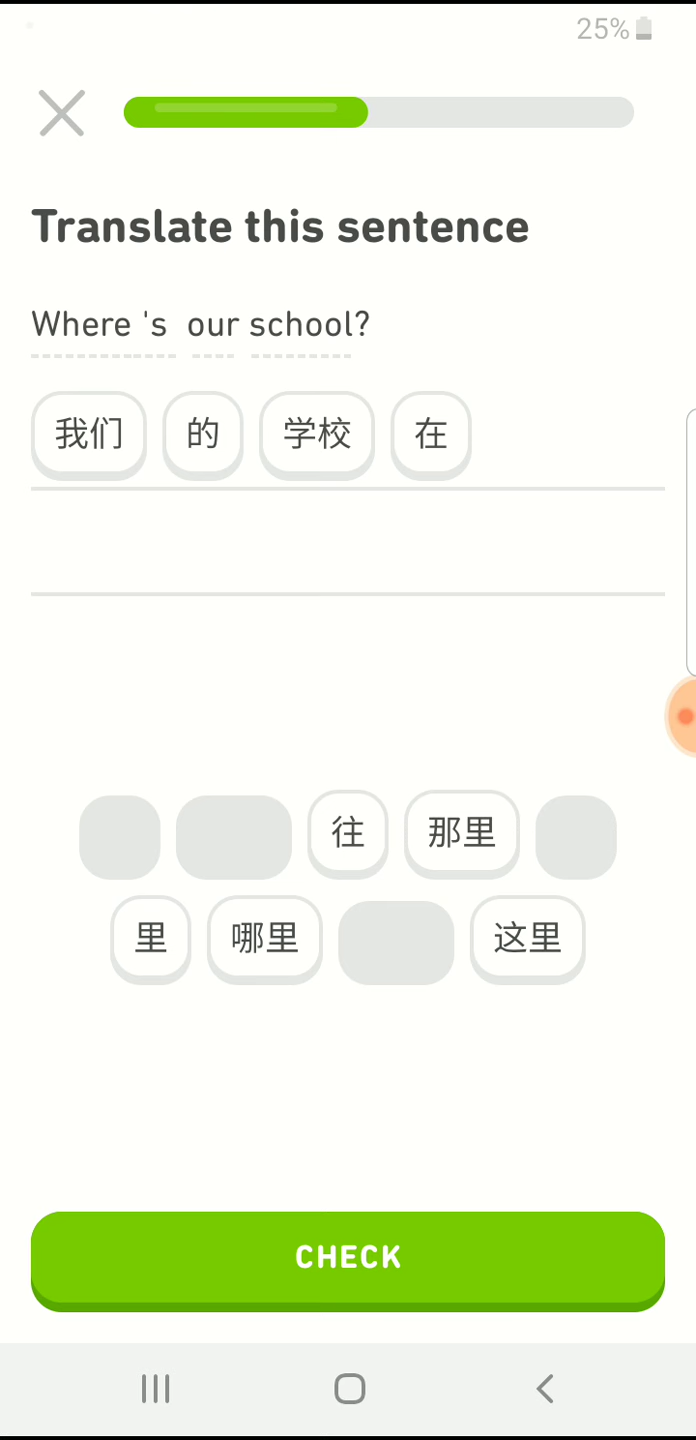 25%
Translate this sentence
Where 's our school?
我们 的 学校 在
往 那里
里 哪里 这里
CHECK